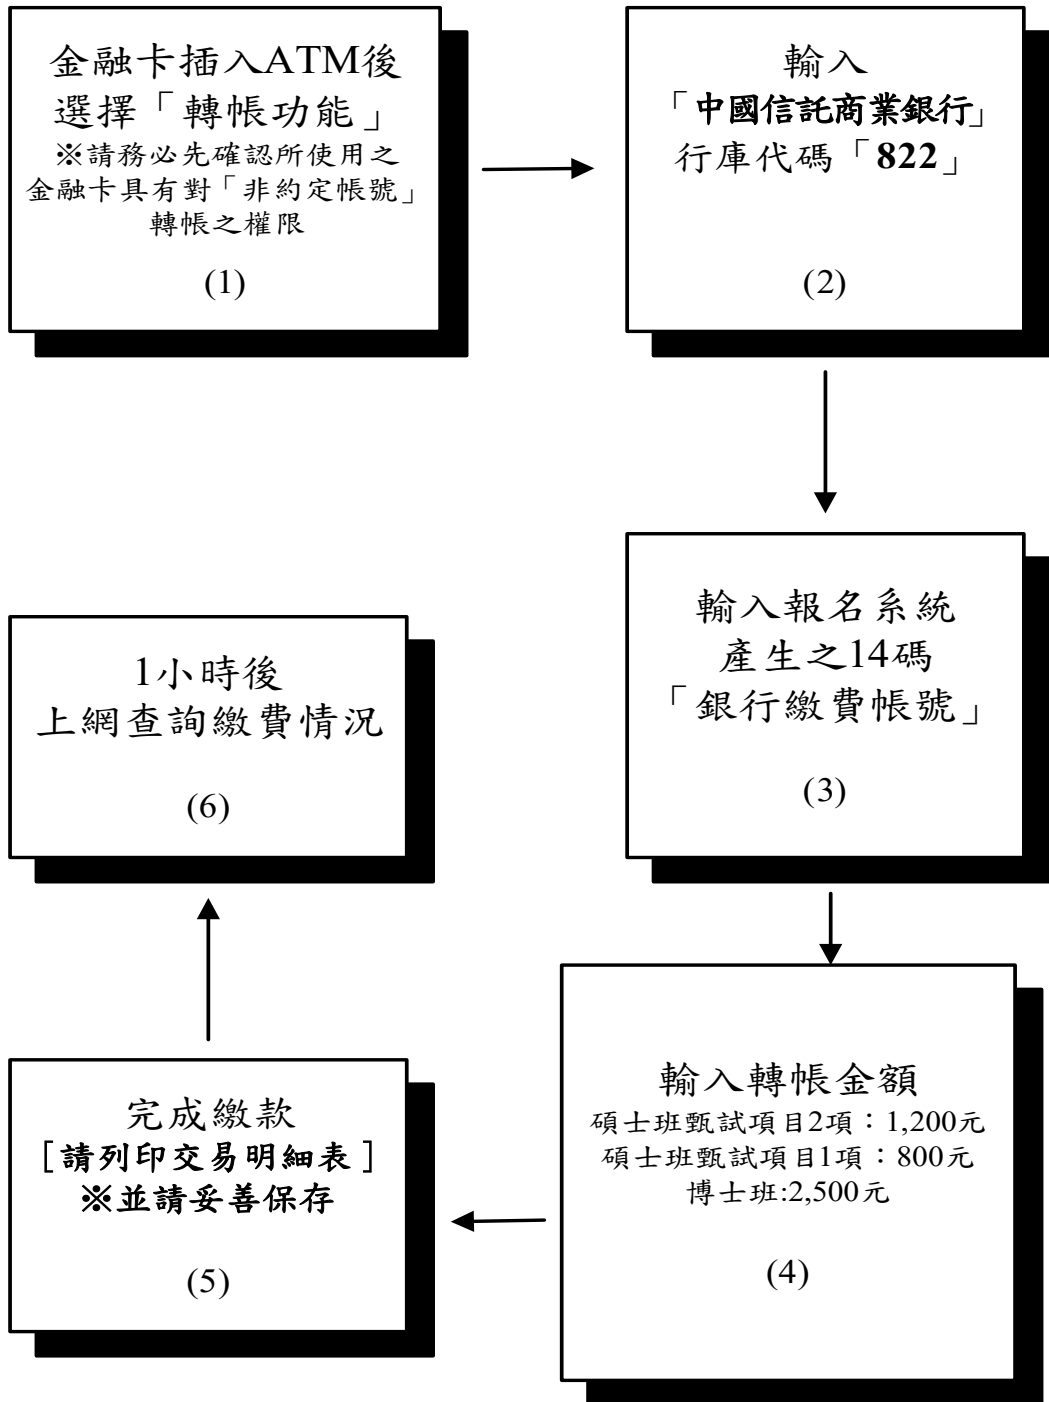 金融卡插入ATM後
選擇「轉帳功能」
※請務必先確認所使用之
金融卡具有對「非約定帳號」
轉帳之權限
(1)
輸入
「中國信託商業銀行」
行庫代碼「822」
(2)
輸入報名系統
產生之14碼
「銀行繳費帳號」
(3)
輸入轉帳金額
碩士班甄試項目2項：1,200元
碩士班甄試項目1項：800元
博士班:2,500元
(4)
完成繳款
［請列印交易明細表］
※並請妥善保存
(5)
1小時後
上網查詢繳費情況
(6)